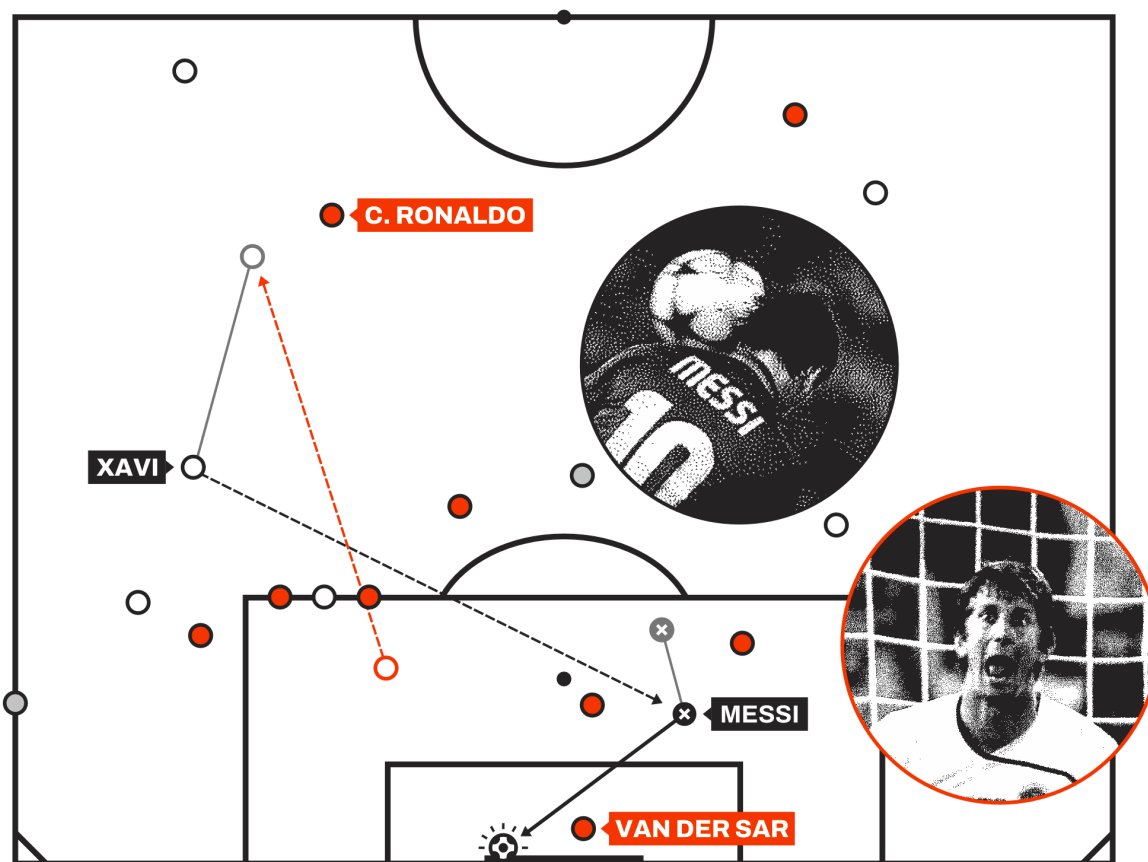 C. RONALDO
MESSI
10
XAVI
MESSI
VAN DER SAR